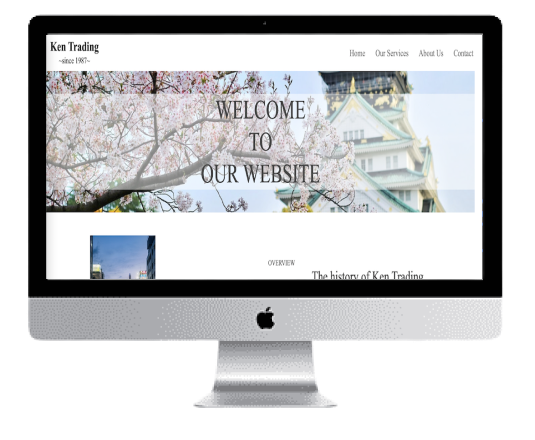 Ken Trading
~since 1987~
Home Our Services About Us Contact
WELCOME
TO
OUR WEBSITE
OVERVIEW
The history of Ken Trading